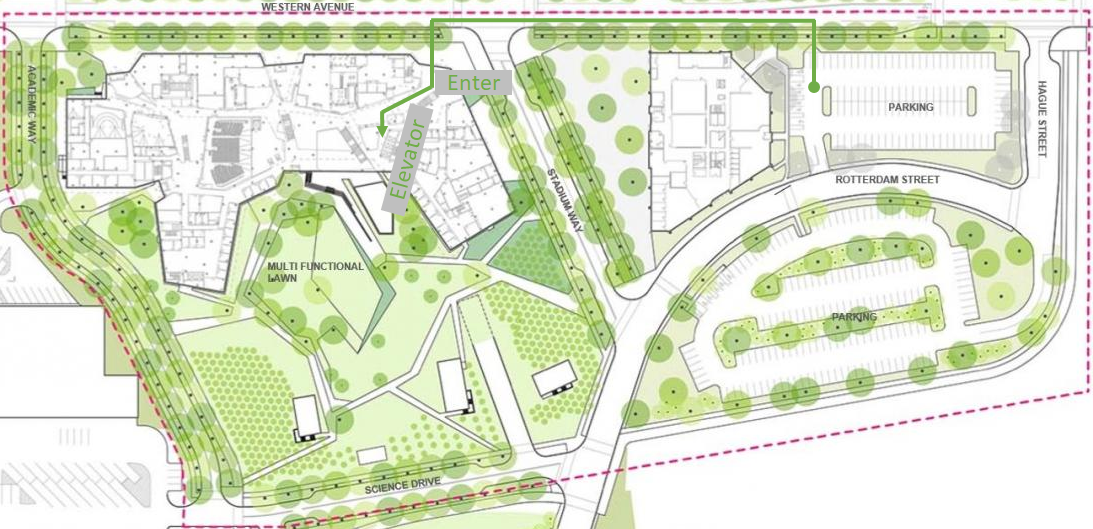 WESTERN AVENUE
Enter
Elevator
ACADEMIC WAY
PARKING
HAGUE STREET
ROTTERDAM STREET
STADIUM WAY
MULTI FUNCTIONAL
LAWN
PARKING
SCIENCE DRIVE